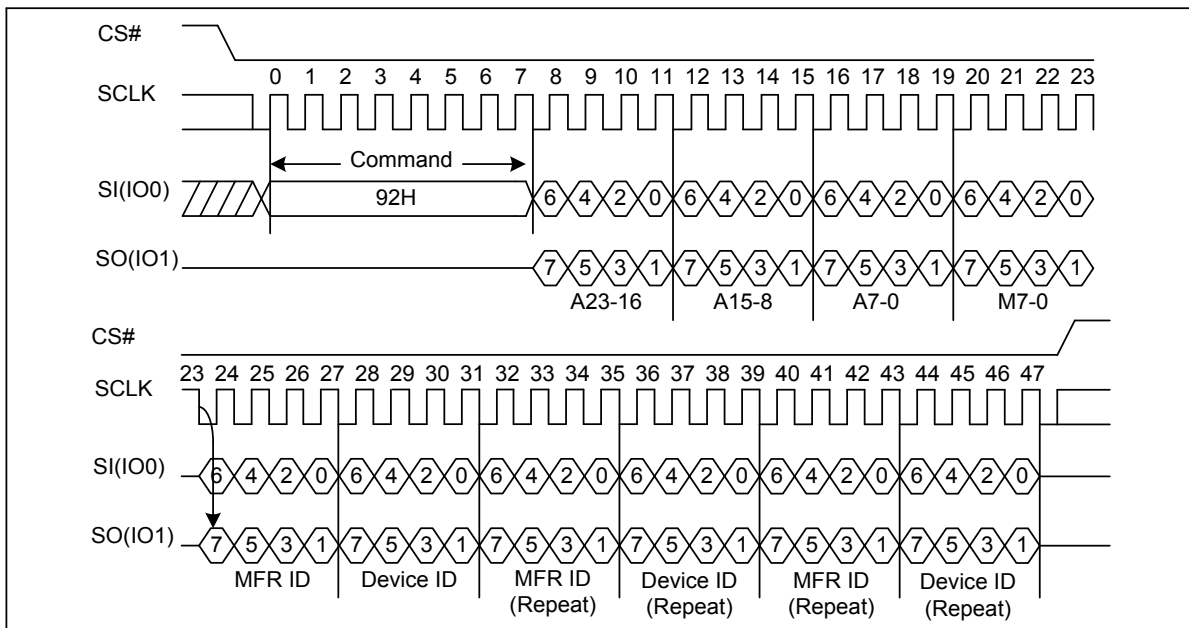 CS#
0 1 2 3 4 5 6 7 8 9 10 11 12 13 14 15 16 17 18 19 20 21 22 23
SCLK
Command
SI(IO0) 92H 6 4 2 0 6 4 2 0 6 4 2 0 6 4 2 0
SO(IO1) 7 5 3 1 7 5 3 1 7 5 3 1 7 5 3 1
A23-16 A15-8 A7-0 M7-0
CS#
23 24 25 26 27 28 29 30 31 32 33 34 35 36 37 38 39 40 41 42 43 44 45 46 47
SCLK
SI(IO0) 6 4 2 0 6 4 2 0 6 4 2 0 6 4 2 0 6 4 2 0 6 4 2 0
SO(IO1) 7 5 3 1 7 5 3 1 7 5 3 1 7 5 3 1 7 5 3 1 7 5 3 1
MFR ID Device ID MFR ID Device ID MFR ID Device ID
(Repeat) (Repeat) (Repeat) (Repeat)